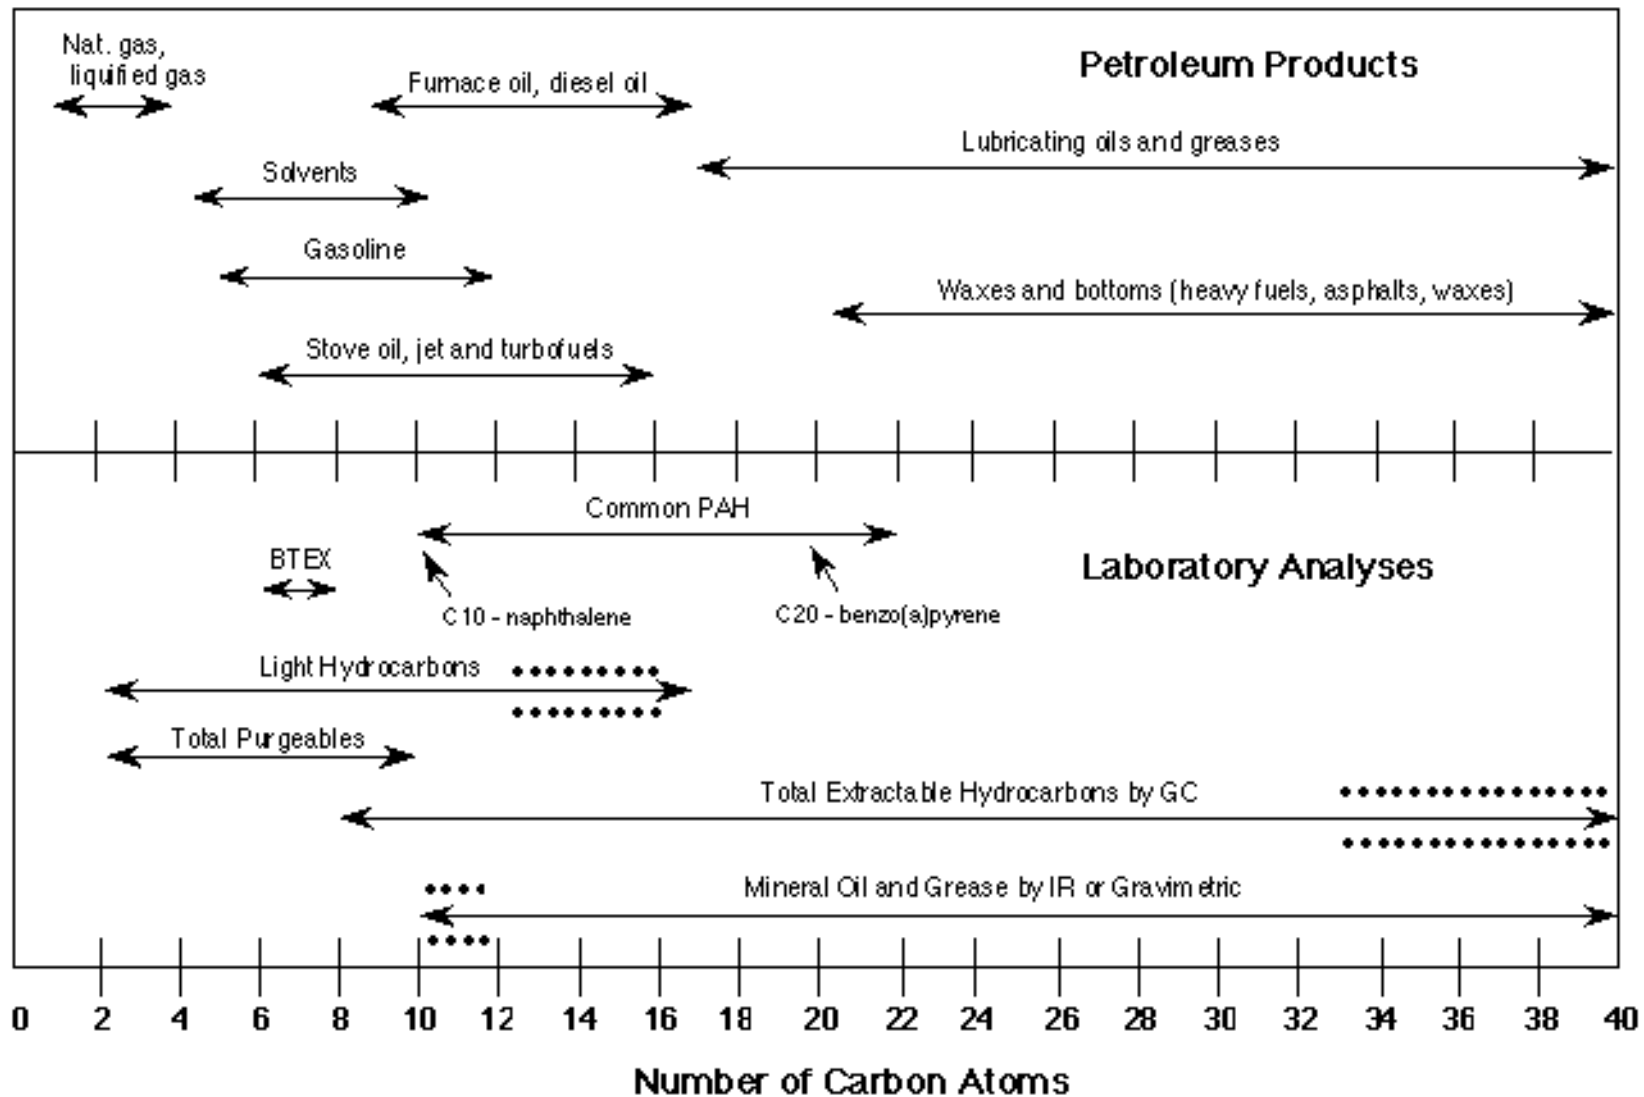 Nat. gas,
liquified gas
Furnace oil, diesel oil
Petroleum Products
Lubricating oils and greases
Solvents
Gasoline
Waxes and bottoms (heavy fuels, asphalts, waxes)
Stove oil, jet and turbofuels
Common PAH
BTEX
Laboratory Analyses
C10 - naphthalene
C20 - benzo(a)pyrene
Light Hydrocarbons
Total Purgeables
Total Extractable Hydrocarbons by GC
Mineral Oil and Grease by IR or Gravimetric
0 2 4 6 8 10 12 14 16 18 20 22 24 26 28 30 32 34 36 38 40
Number of Carbon Atoms